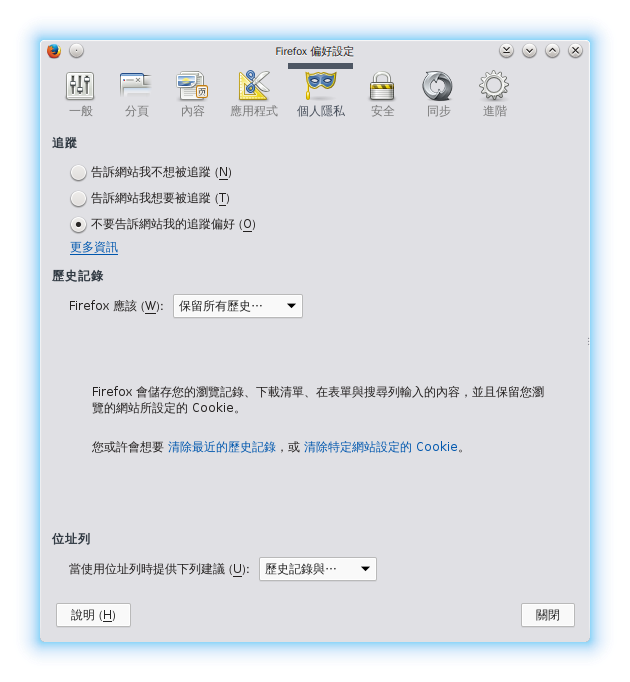 Firefox 偏好設定
一般 分頁 內容 應用程式 個人隱私 安全 同步 進階
追蹤
告訴網站我不想被追蹤 (N)
告訴網站我想要被追蹤 (T)
不要告訴網站我的追蹤偏好 (O)
更多資訊
歷史記錄
Firefox 應該 (W): 保留所有歷史⋯
Firefox 會儲存您的瀏覽記錄、下載清單、在表單與搜尋列輸入的內容，並且保留您瀏
覽的網站所設定的 Cookie。
您或許會想要 清除最近的歷史記錄，或 清除特定網站設定的 Cookie。
位址列
當使用位址列時提供下列建議 (U): 歷史記錄與⋯
說明 (H) 關閉